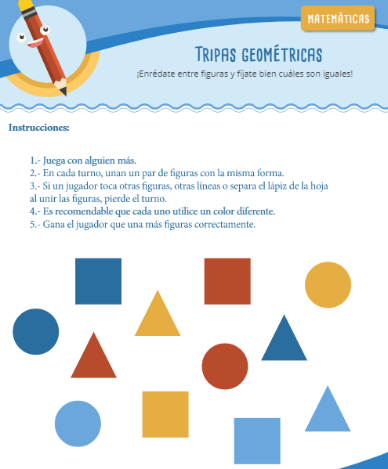 MATEMÁTICAS
TRIPAS GEOMÉTRICAS
¡Enrédate entre figuras y fíjate bien cuáles son iguales!
Instrucciones:
1.- Juega con alguien más.
2.- En cada turno, unan un par de figuras con la misma forma.
3.- Si un jugador toca otras figuras, otras líneas o separa el lápiz de la hoja
al unir las figuras, pierde el turno.
4.- Es recomendable que cada uno utilice un color diferente.
5.- Gana el jugador que una más figuras correctamente.